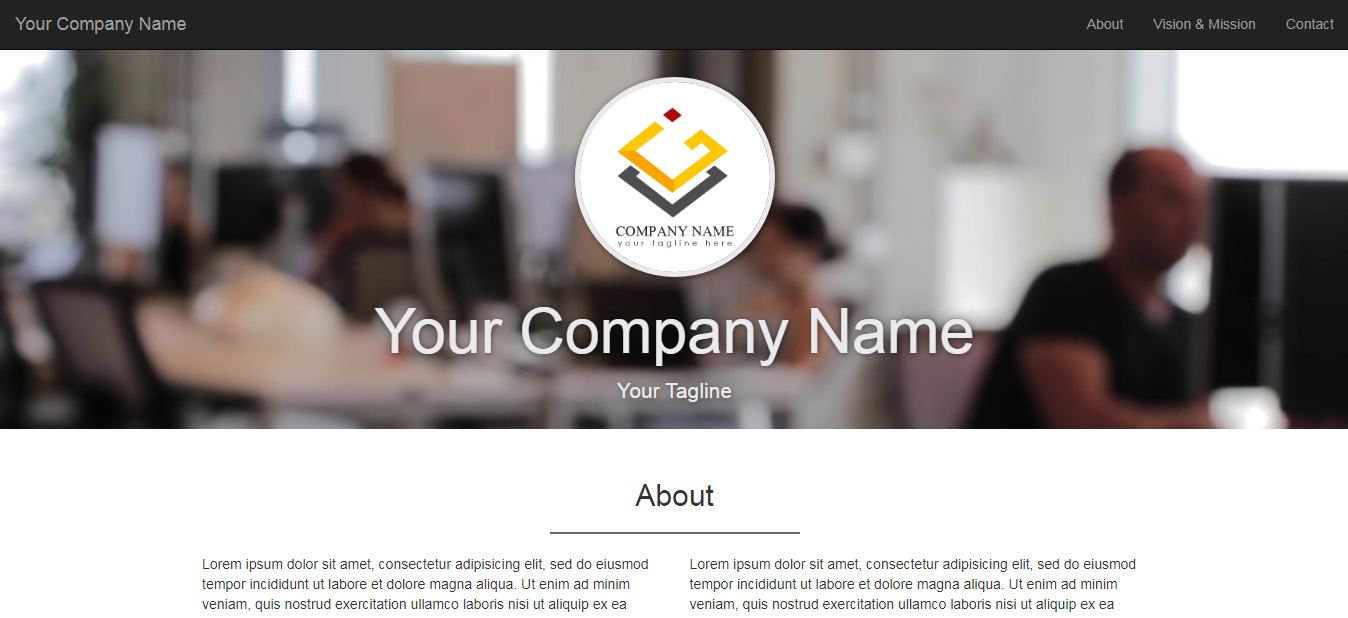 Your Company Name
About
Vision & Mission
Contact
COMPANY NAME
your tagline here
Your Company Name
Your Tagline
About
Lorem ipsum dolor sit amet, consectetur adipisicing elit, sed do eiusmod
tempor incididunt ut labore et dolore magna aliqua. Ut enim ad minim
veniam, quis nostrud exercitation ullamco laboris nisi ut aliquip ex ea
Lorem ipsum dolor sit amet, consectetur adipisicing elit, sed do eiusmod
tempor incididunt ut labore et dolore magna aliqua. Ut enim ad minim
veniam, quis nostrud exercitation ullamco laboris nisi ut aliquip ex ea